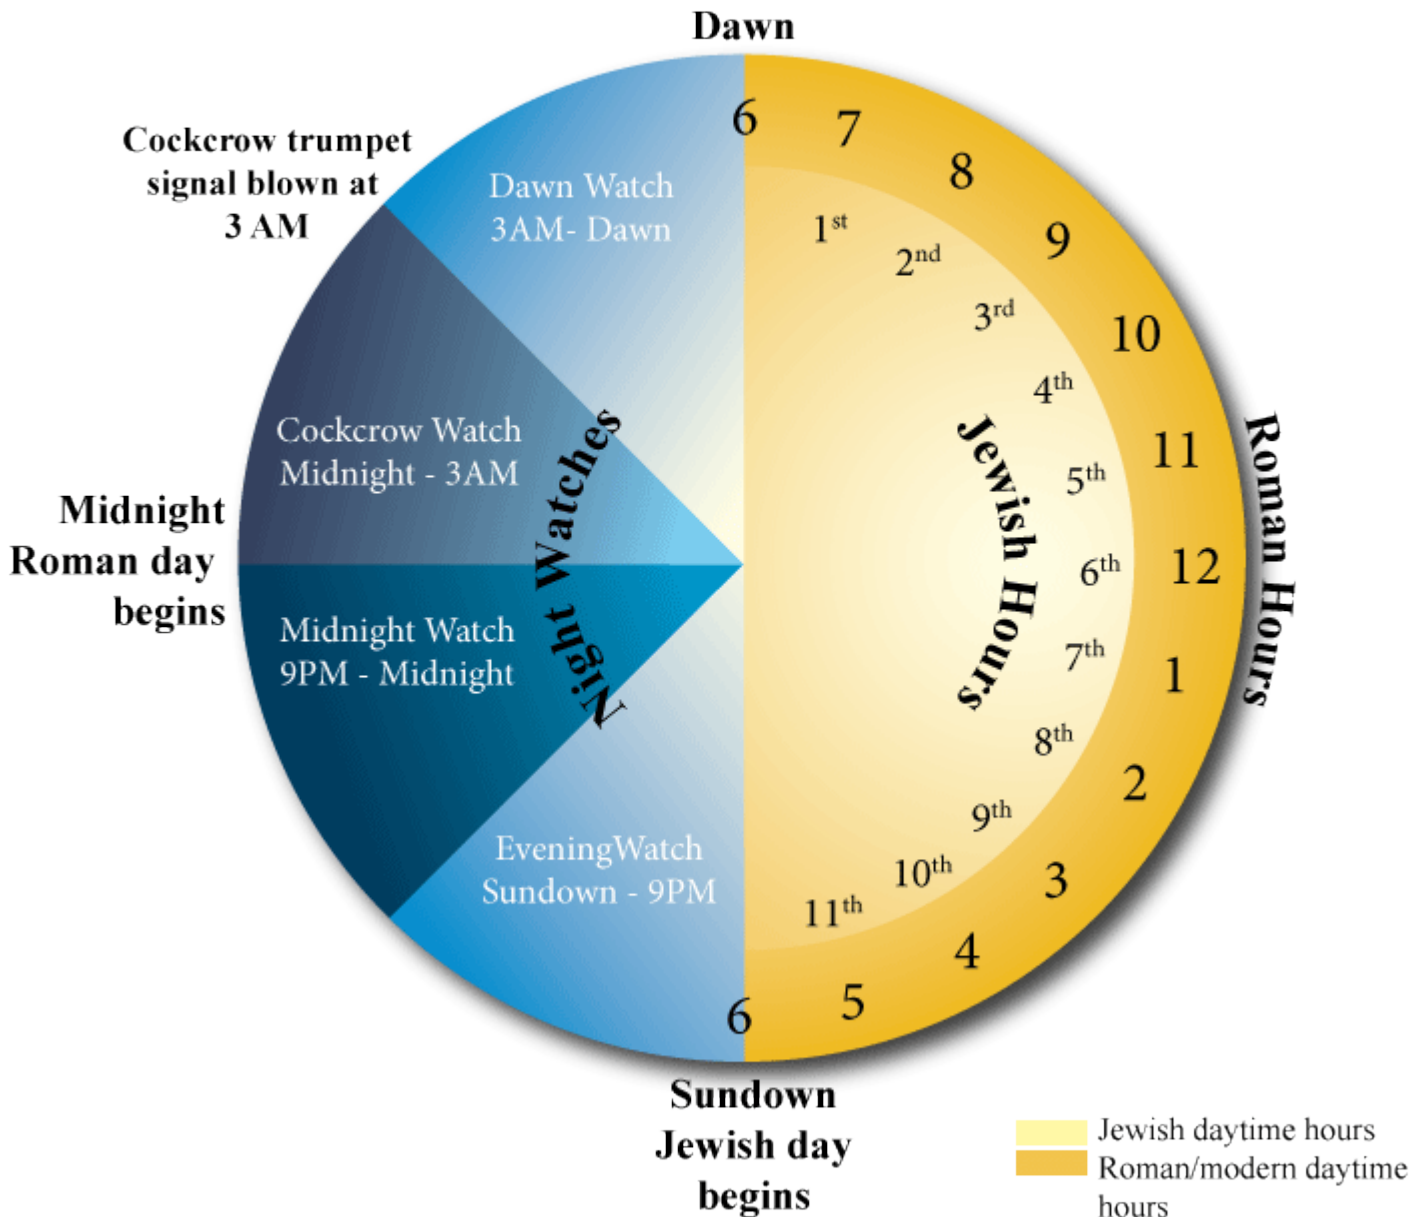 Dawn
Cockcrow trumpet
signal blown at
3 AM
Dawn Watch
3AM- Dawn
Cockcrow Watch
Midnight - 3AM
Midnight
Roman day
begins
Midnight Watch
9PM - Midnight
EveningWatch
Sundown - 9PM
Night Watches
6
7
8
9
10
11
12
1
2
3
4
5
6
1st
2nd
3rd
4th
5th
6th
7th
8th
9th
10th
11th
Jewish Hours
Roman Hours
Sundown
Jewish day
begins
Jewish daytime hours
Roman/modern daytime
hours